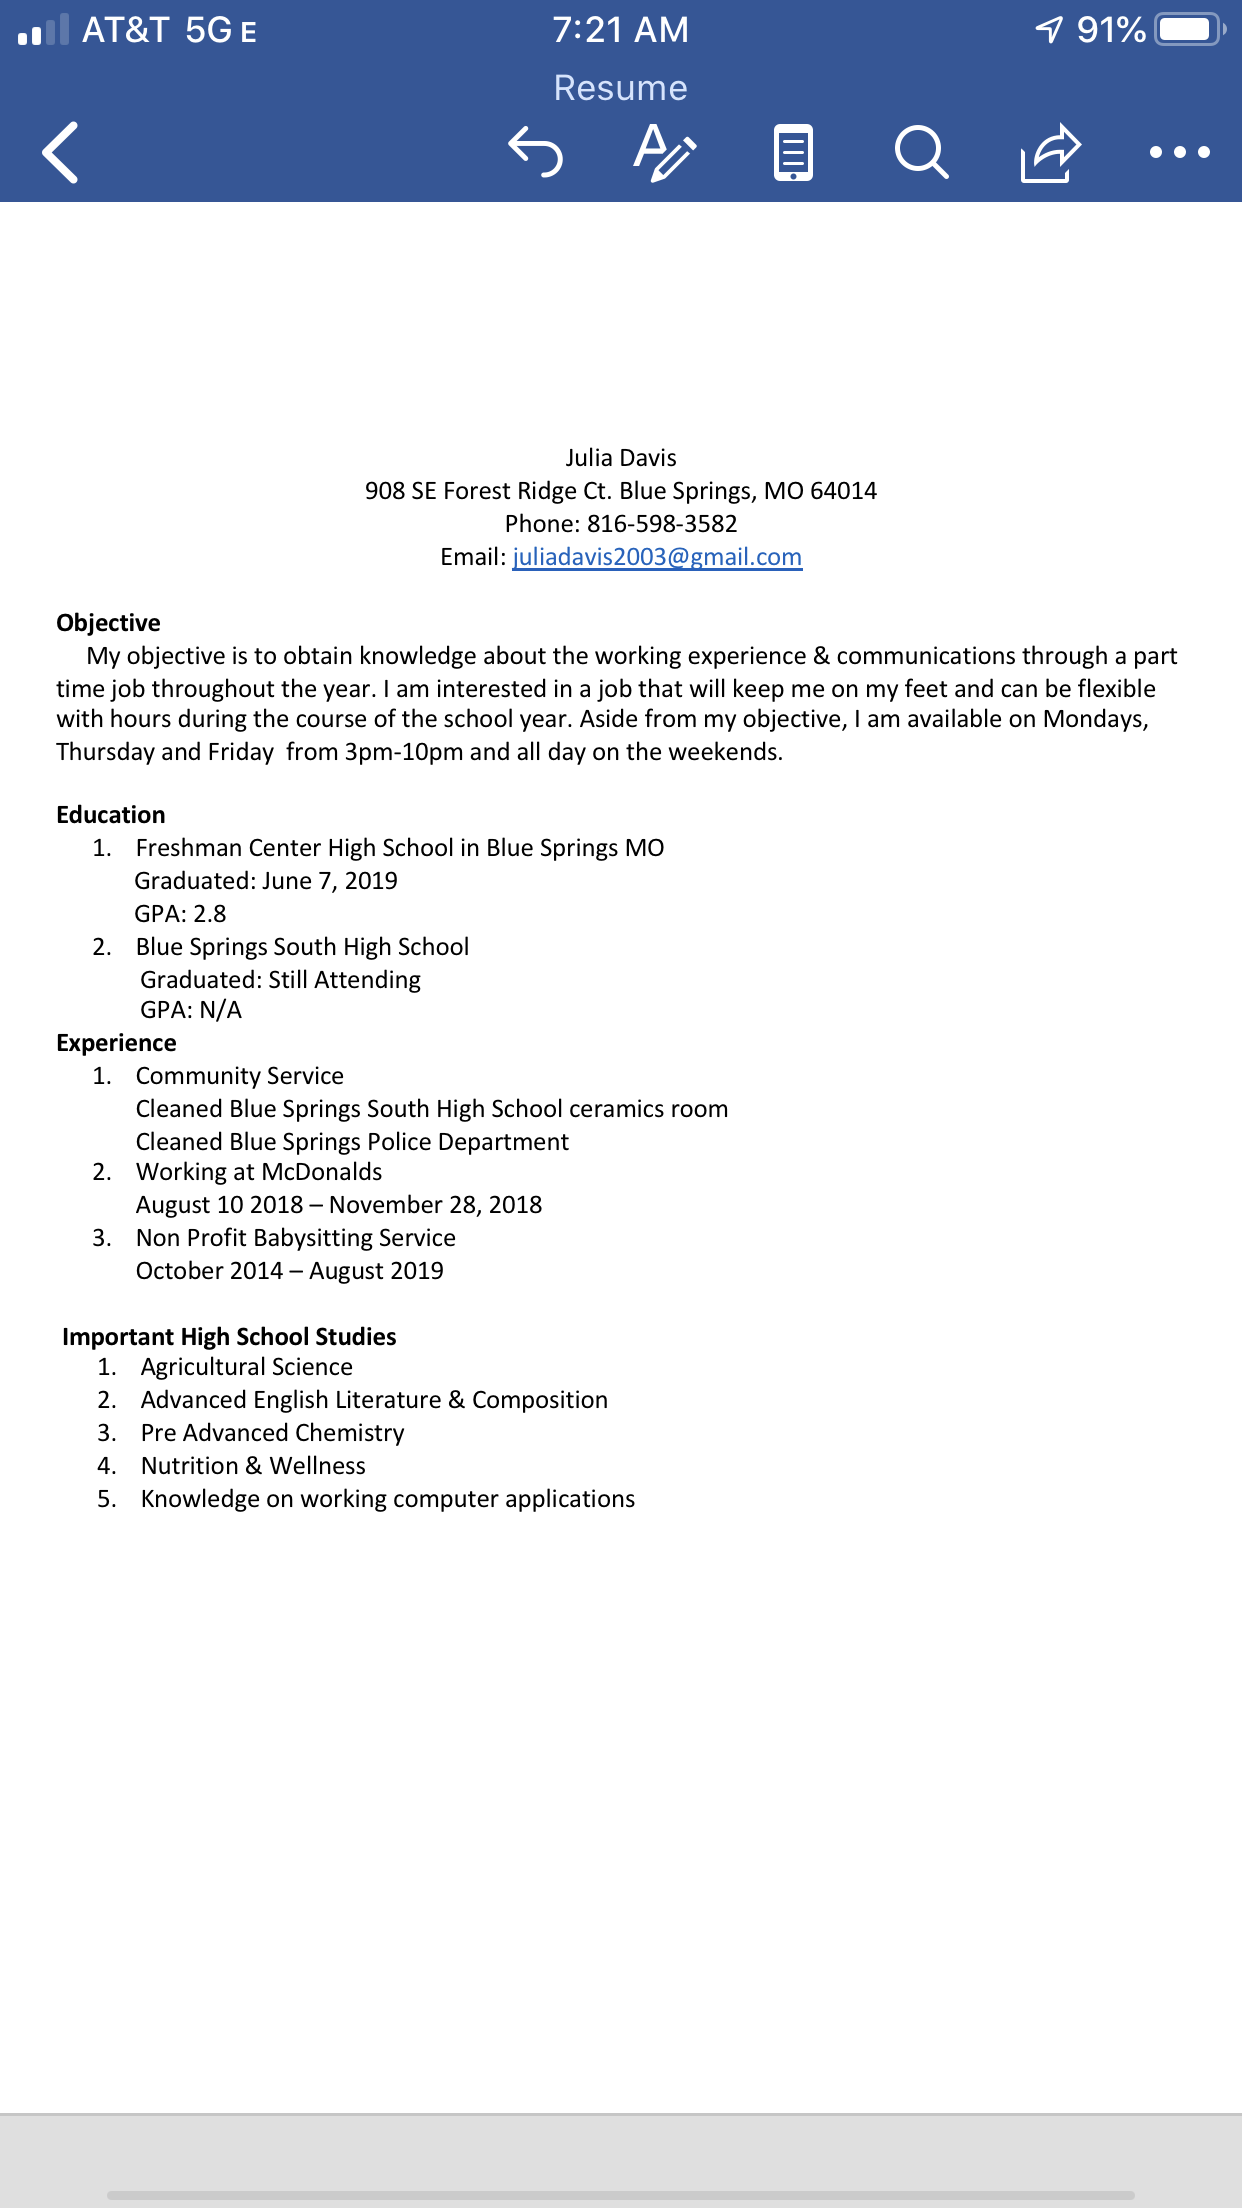 AT&T 5G E 7:21 AM 91%
Resume
Julia Davis
908 SE Forest Ridge Ct. Blue Springs, MO 64014
Phone: 816-598-3582
Email: juliadavis2003@gmail.com
Objective
My objective is to obtain knowledge about the working experience & communications through a part
time job throughout the year. I am interested in a job that will keep me on my feet and can be flexible
with hours during the course of the school year. Aside from my objective, I am available on Mondays,
Thursday and Friday  from 3pm-10pm and all day on the weekends.
Education
1. Freshman Center High School in Blue Springs MO
Graduated: June 7, 2019
GPA: 2.8
2. Blue Springs South High School
Graduated: Still Attending
GPA: N/A
Experience
1. Community Service
Cleaned Blue Springs South High School ceramics room
Cleaned Blue Springs Police Department
2. Working at McDonalds
August 10 2018 – November 28, 2018
3. Non Profit Babysitting Service
October 2014 – August 2019
Important High School Studies
1. Agricultural Science
2. Advanced English Literature & Composition
3. Pre Advanced Chemistry
4. Nutrition & Wellness
5. Knowledge on working computer applications